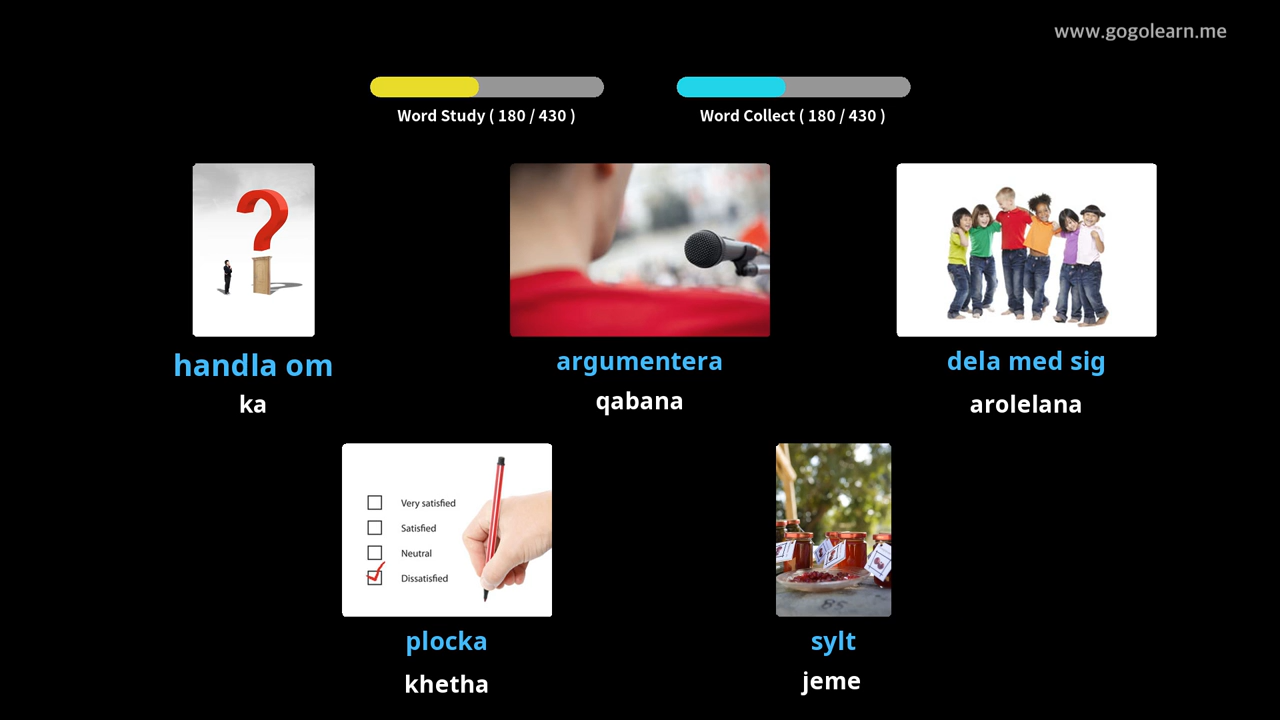 www.gogolearn.me
Word Study ( 180 / 430 )
Word Collect ( 180 / 430 )
handla om
ka
argumentera
qabana
dela med sig
arolelana
Very satisfied
Satisfied
Neutral
Dissatisfied
plocka
khetha
sylt
jeme